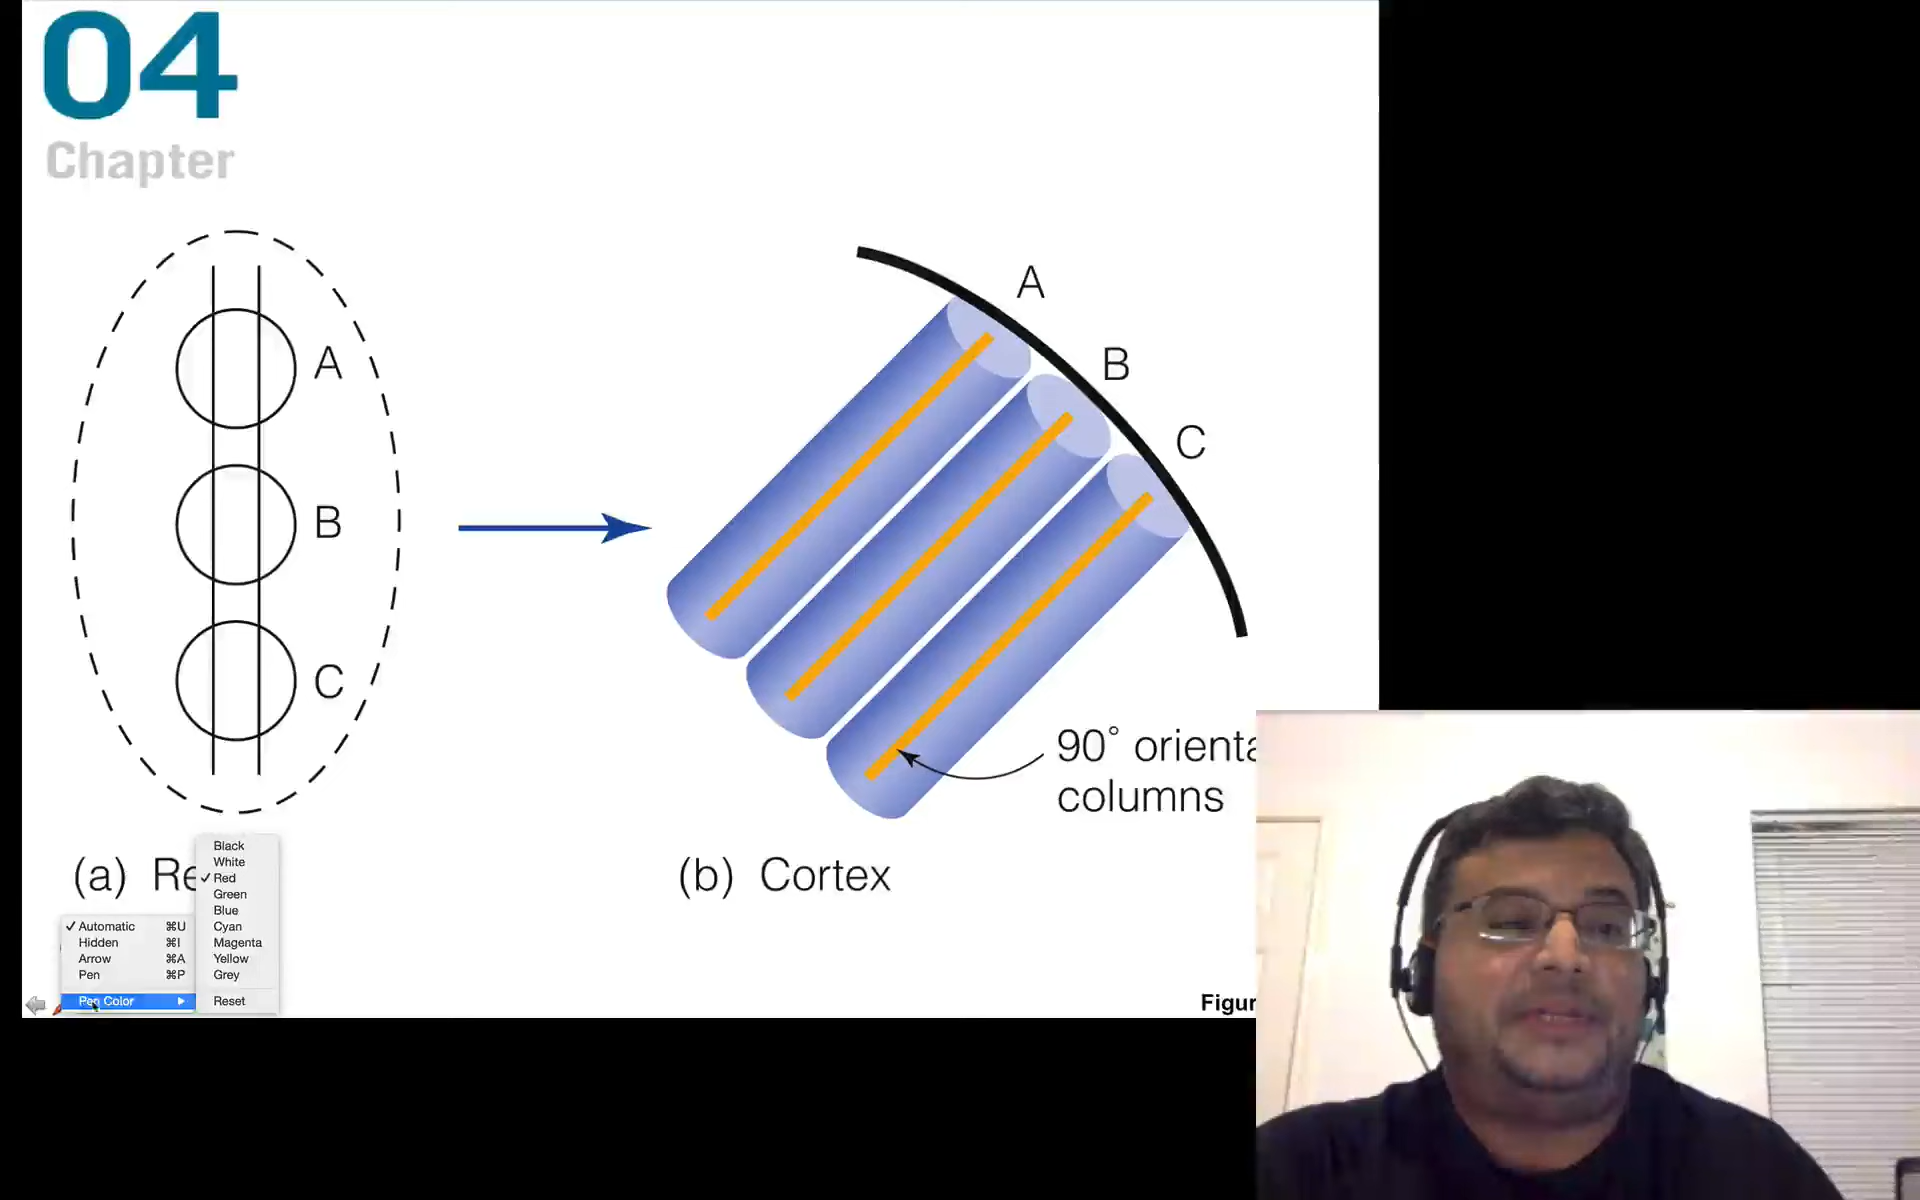 04
Chapter
A
B
C
A
B
C
90° orienta
columns
(a) Re
(b) Cortex
Black
White
✓ Red
Green
Blue
Cyan
Magenta
Yellow
Grey
Reset
✓ Automatic ⌘U
Hidden ⌘I
Arrow ⌘A
Pen ⌘P
Pen Color
Figur